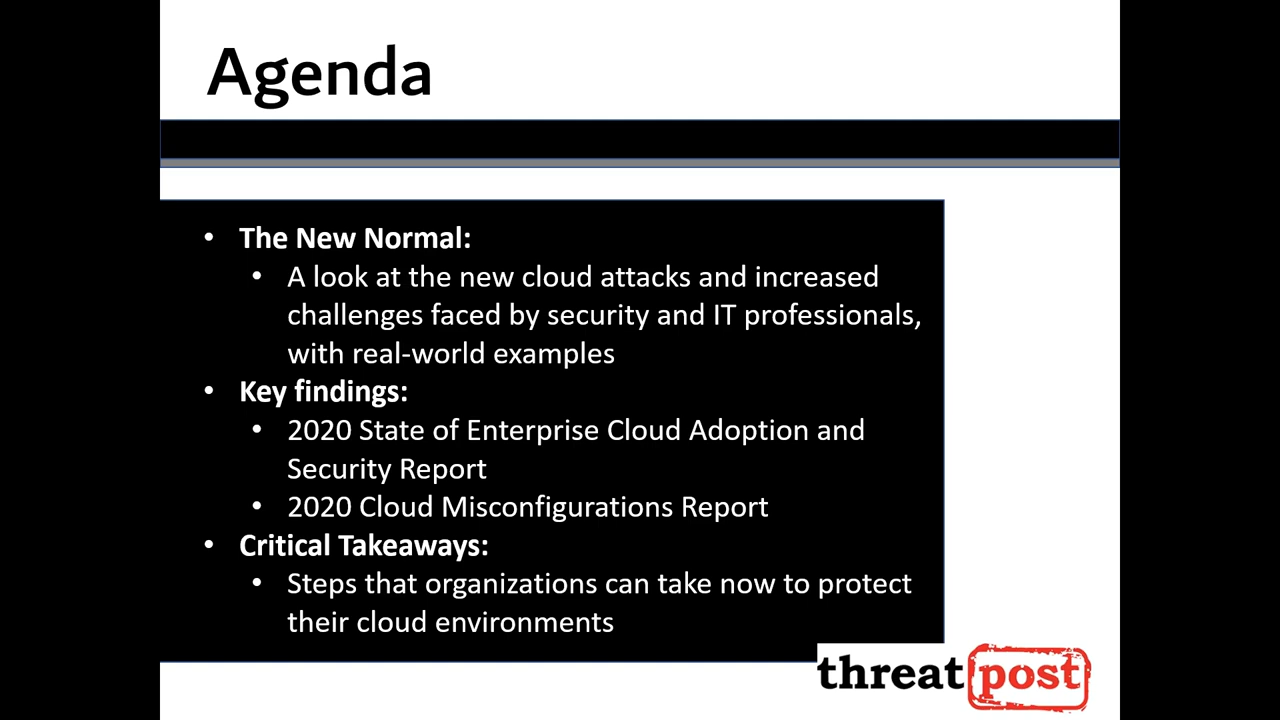 Agenda
• The New Normal:
• A look at the new cloud attacks and increased
challenges faced by security and IT professionals,
with real-world examples
• Key findings:
• 2020 State of Enterprise Cloud Adoption and
Security Report
• 2020 Cloud Misconfigurations Report
• Critical Takeaways:
• Steps that organizations can take now to protect
their cloud environments
threatpost